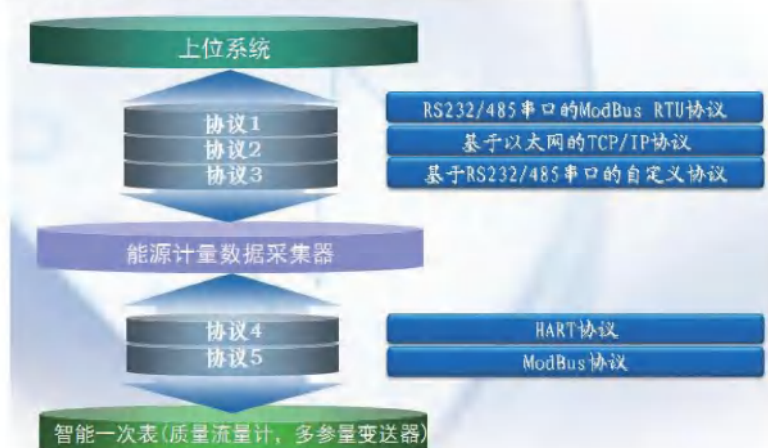 上位系统
协议1
协议2
协议3
RS232/485串口的ModBus RTU协议
基于以太网的TCP/IP协议
基于RS232/485串口的自定义协议
能源计量数据采集器
协议4
协议5
HART协议
ModBus协议
智能一次表(质量流量计，多参量变送器)